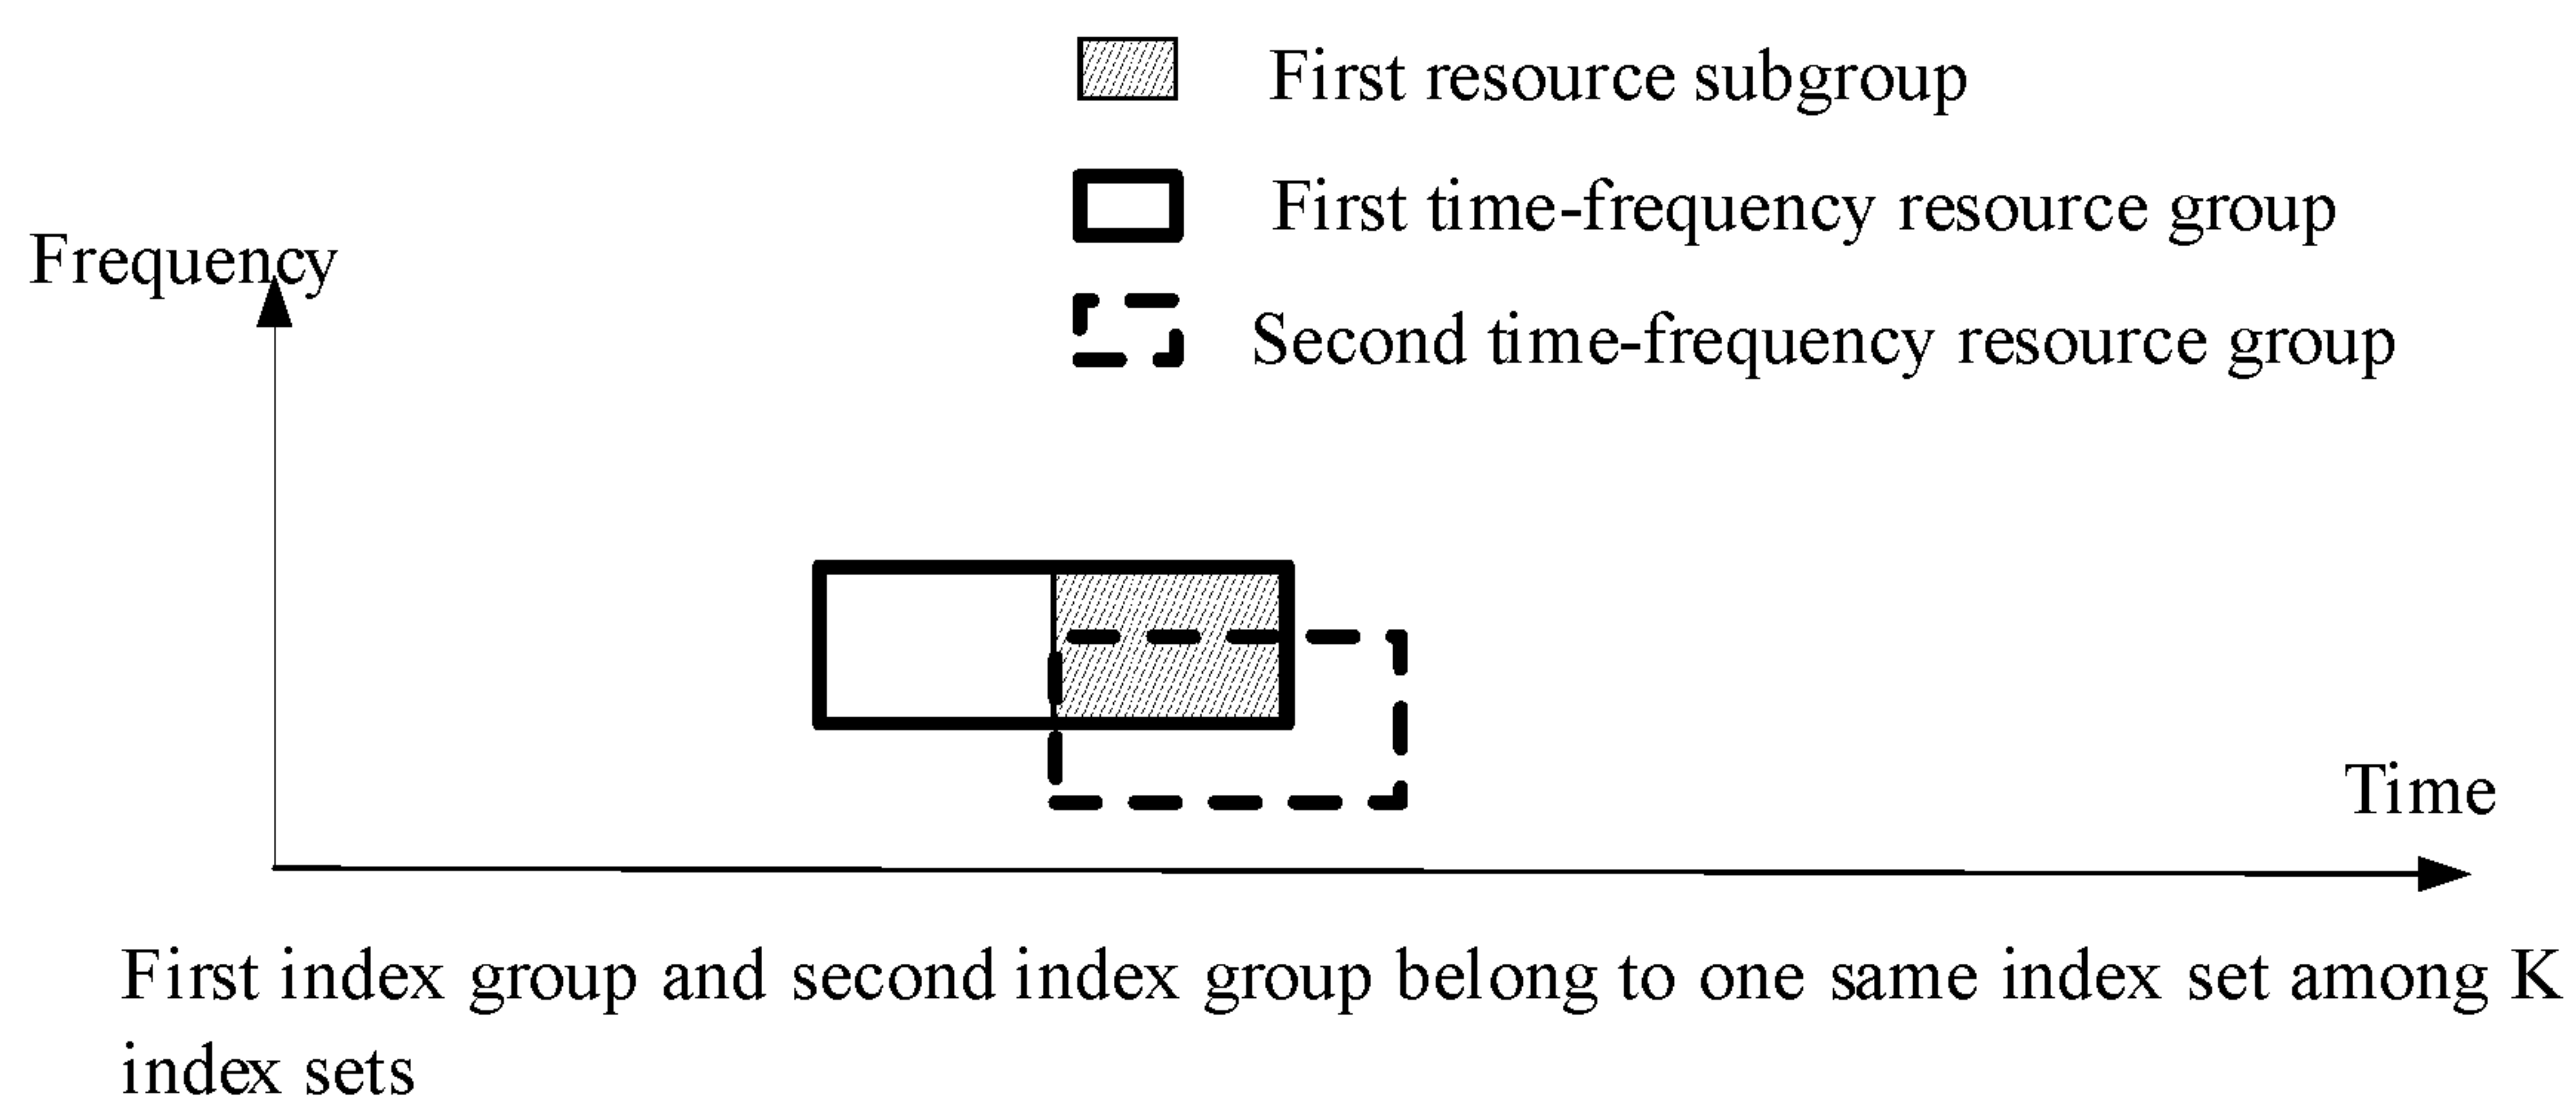 First resource subgroup
First time-frequency resource group
Frequency
Second time-frequency resource group
Time
First index group and second index group belong to one same index set among K
index sets